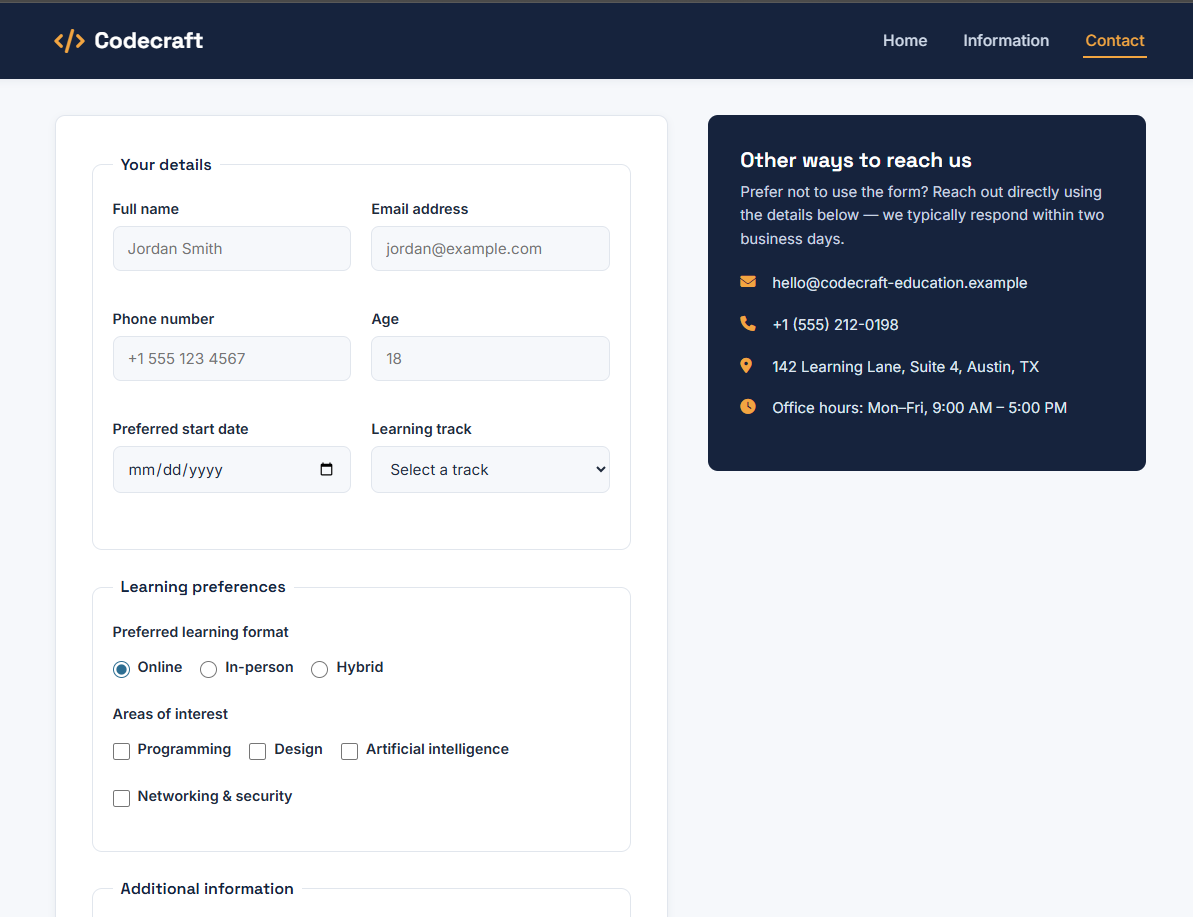 </> Codecraft
Home
Information
Contact
Your details
Full name
Email address
Jordan Smith
jordan@example.com
Phone number
Age
+1 555 123 4567
18
Preferred start date
Learning track
mm/dd/yyyy
Select a track
Learning preferences
Preferred learning format
Online
In-person
Hybrid
Areas of interest
Programming
Design
Artificial intelligence
Networking & security
Additional information
Other ways to reach us
Prefer not to use the form? Reach out directly using
the details below — we typically respond within two
business days.
hello@codecraft-education.example
+1 (555) 212-0198
142 Learning Lane, Suite 4, Austin, TX
Office hours: Mon–Fri, 9:00 AM – 5:00 PM